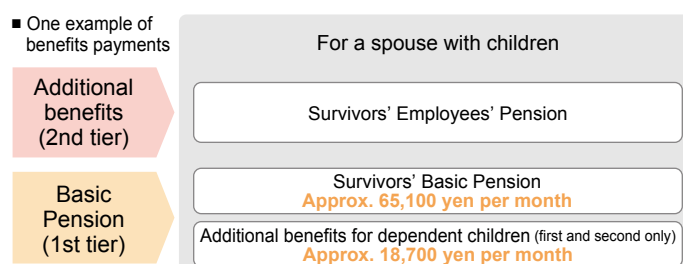 ■ One example of
benefits payments
For a spouse with children
Additional
benefits
(2nd tier)
Survivors’ Employees’ Pension
Basic
Pension
(1st tier)
Survivors’ Basic Pension
Approx. 65,100 yen per month
Additional benefits for dependent children (first and second only)
Approx. 18,700 yen per month